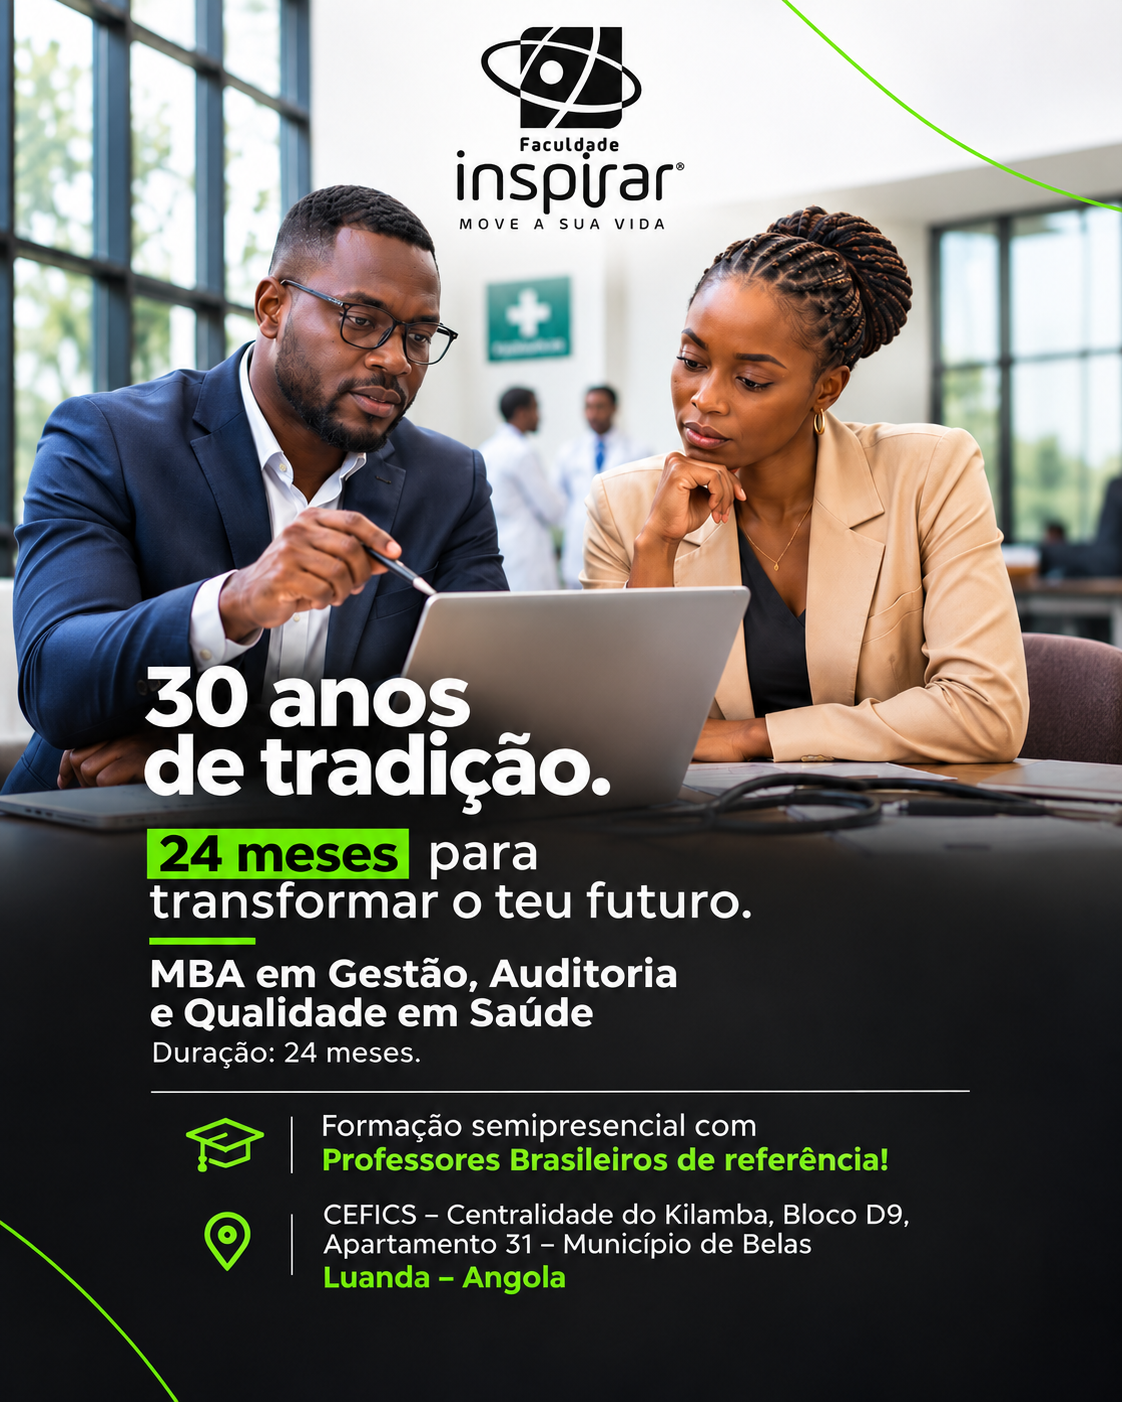 Faculdade
inspirar®
MOVE A SUA VIDA
30 anos
de tradição.
24 meses para
transformar o teu futuro.
MBA em Gestão, Auditoria
e Qualidade em Saúde
Duração: 24 meses.
Formação semipresencial com
Professores Brasileiros de referência!
CEFICS – Centralidade do Kilamba, Bloco D9,
Apartamento 31 – Município de Belas
Luanda – Angola